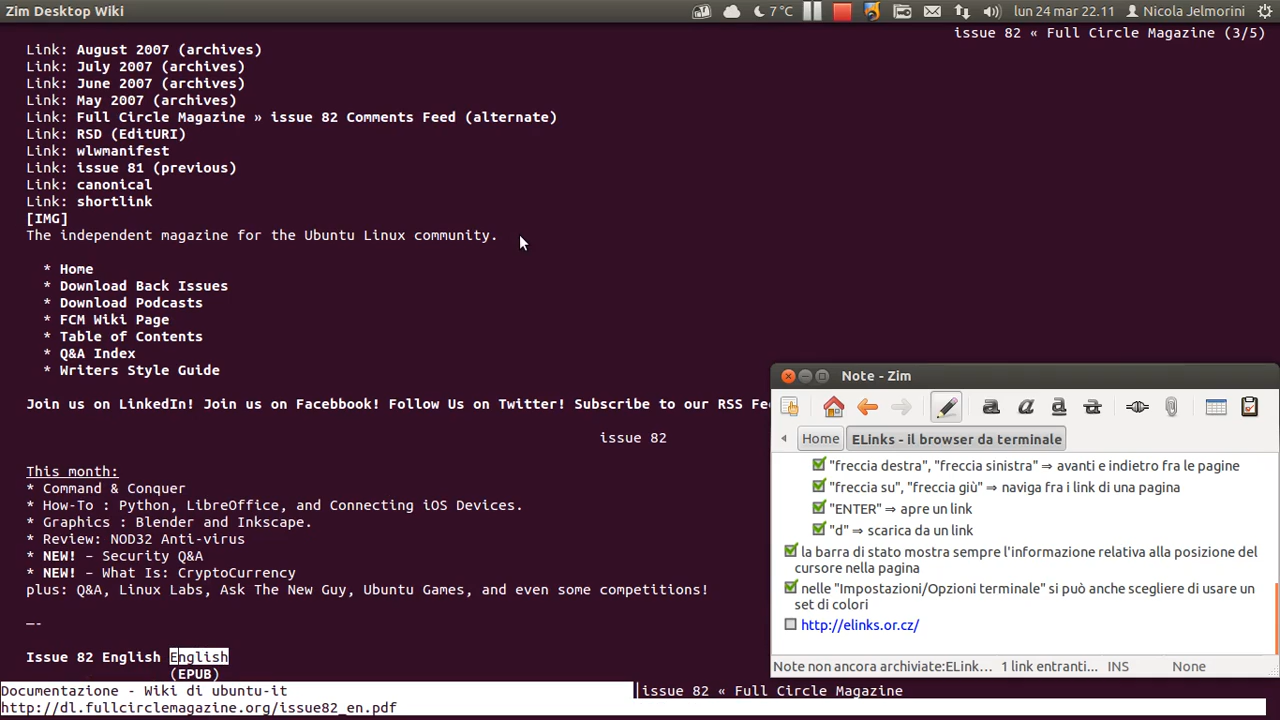 Zim Desktop Wiki
7 °C
lun 24 mar 22.11
Nicola Jelmorini
issue 82 « Full Circle Magazine (3/5)
Link: August 2007 (archives)
Link: July 2007 (archives)
Link: June 2007 (archives)
Link: May 2007 (archives)
Link: Full Circle Magazine » issue 82 Comments Feed (alternate)
Link: RSD (EditURI)
Link: wlwmanifest
Link: issue 81 (previous)
Link: canonical
Link: shortlink
[IMG]
The independent magazine for the Ubuntu Linux community.
* Home
* Download Back Issues
* Download Podcasts
* FCM Wiki Page
* Table of Contents
* Q&A Index
* Writers Style Guide
Join us on LinkedIn! Join us on Facebbook! Follow Us on Twitter! Subscribe to our RSS Fe
issue 82
This month:
* Command & Conquer
* How-To : Python, LibreOffice, and Connecting iOS Devices.
* Graphics : Blender and Inkscape.
* Review: NOD32 Anti-virus
* NEW! – Security Q&A
* NEW! – What Is: CryptoCurrency
plus: Q&A, Linux Labs, Ask The New Guy, Ubuntu Games, and even some competitions!
—-
Issue 82 English English
(EPUB)
Documentazione - Wiki di ubuntu-it
issue 82 « Full Circle Magazine
http://dl.fullcirclemagazine.org/issue82_en.pdf
Note - Zim
Home
ELinks - il browser da terminale
"freccia destra", "freccia sinistra" ⇒ avanti e indietro fra le pagine
"freccia su", "freccia giù" ⇒ naviga fra i link di una pagina
"ENTER" ⇒ apre un link
"d" ⇒ scarica da un link
la barra di stato mostra sempre l'informazione relativa alla posizione del
cursore nella pagina
nelle "Impostazioni/Opzioni terminale" si può anche scegliere di usare un
set di colori
http://elinks.or.cz/
Note non ancora archiviate:ELink...
1 link entranti...
INS
None